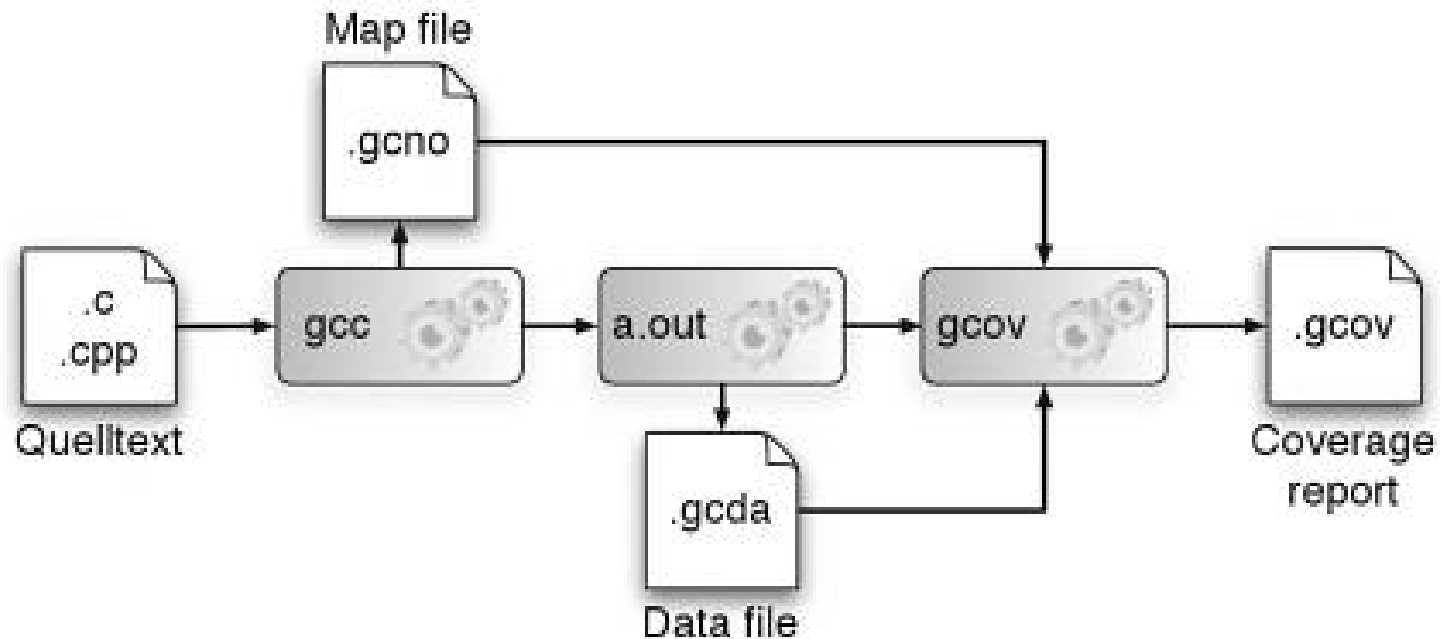 Map file
.gcno
.c
.cpp
Quelltext
gcc
a.out
gcov
.gcov
Coverage
report
.gcda
Data file